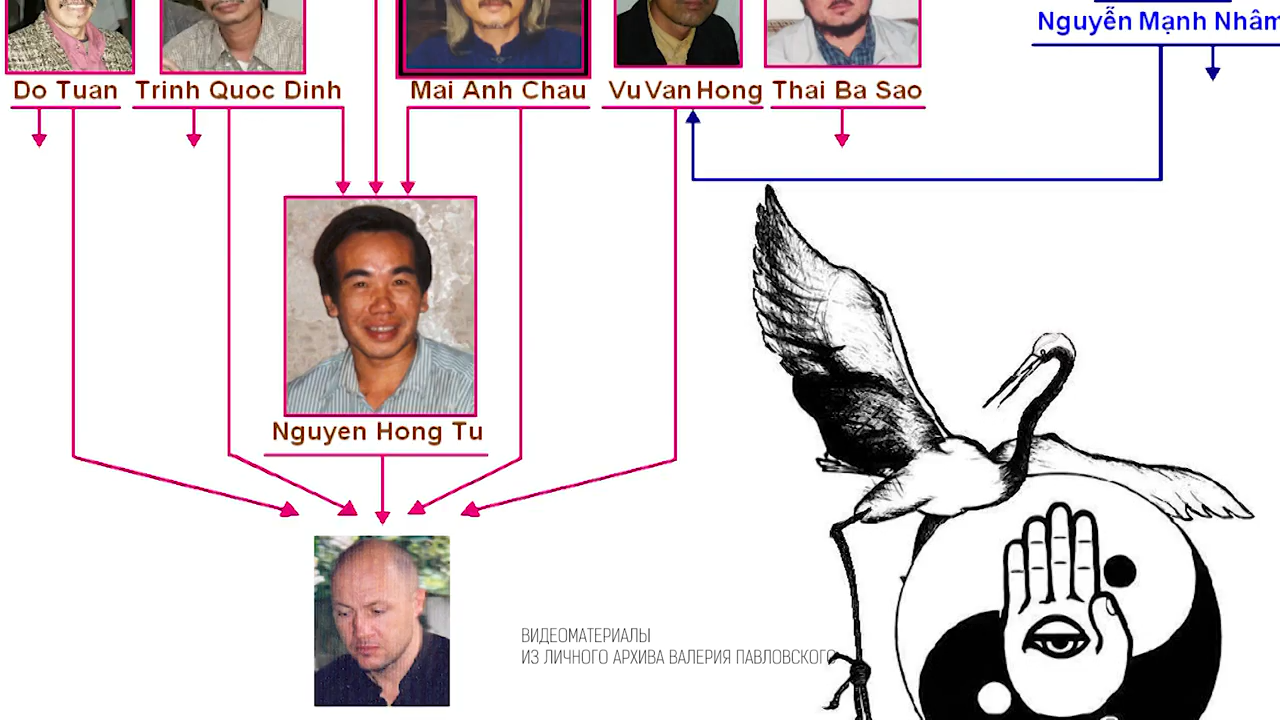 Nguyễn Mạnh Nhâm
Do Tuan
Trinh Quoc Dinh
Mai Anh Chau
Vu Van Hong
Thai Ba Sao
Nguyen Hong Tu
ВИДЕОМАТЕРИАЛЫ
ИЗ ЛИЧНОГО АРХИВА ВАЛЕРИЯ ПАВЛОВСКОГО